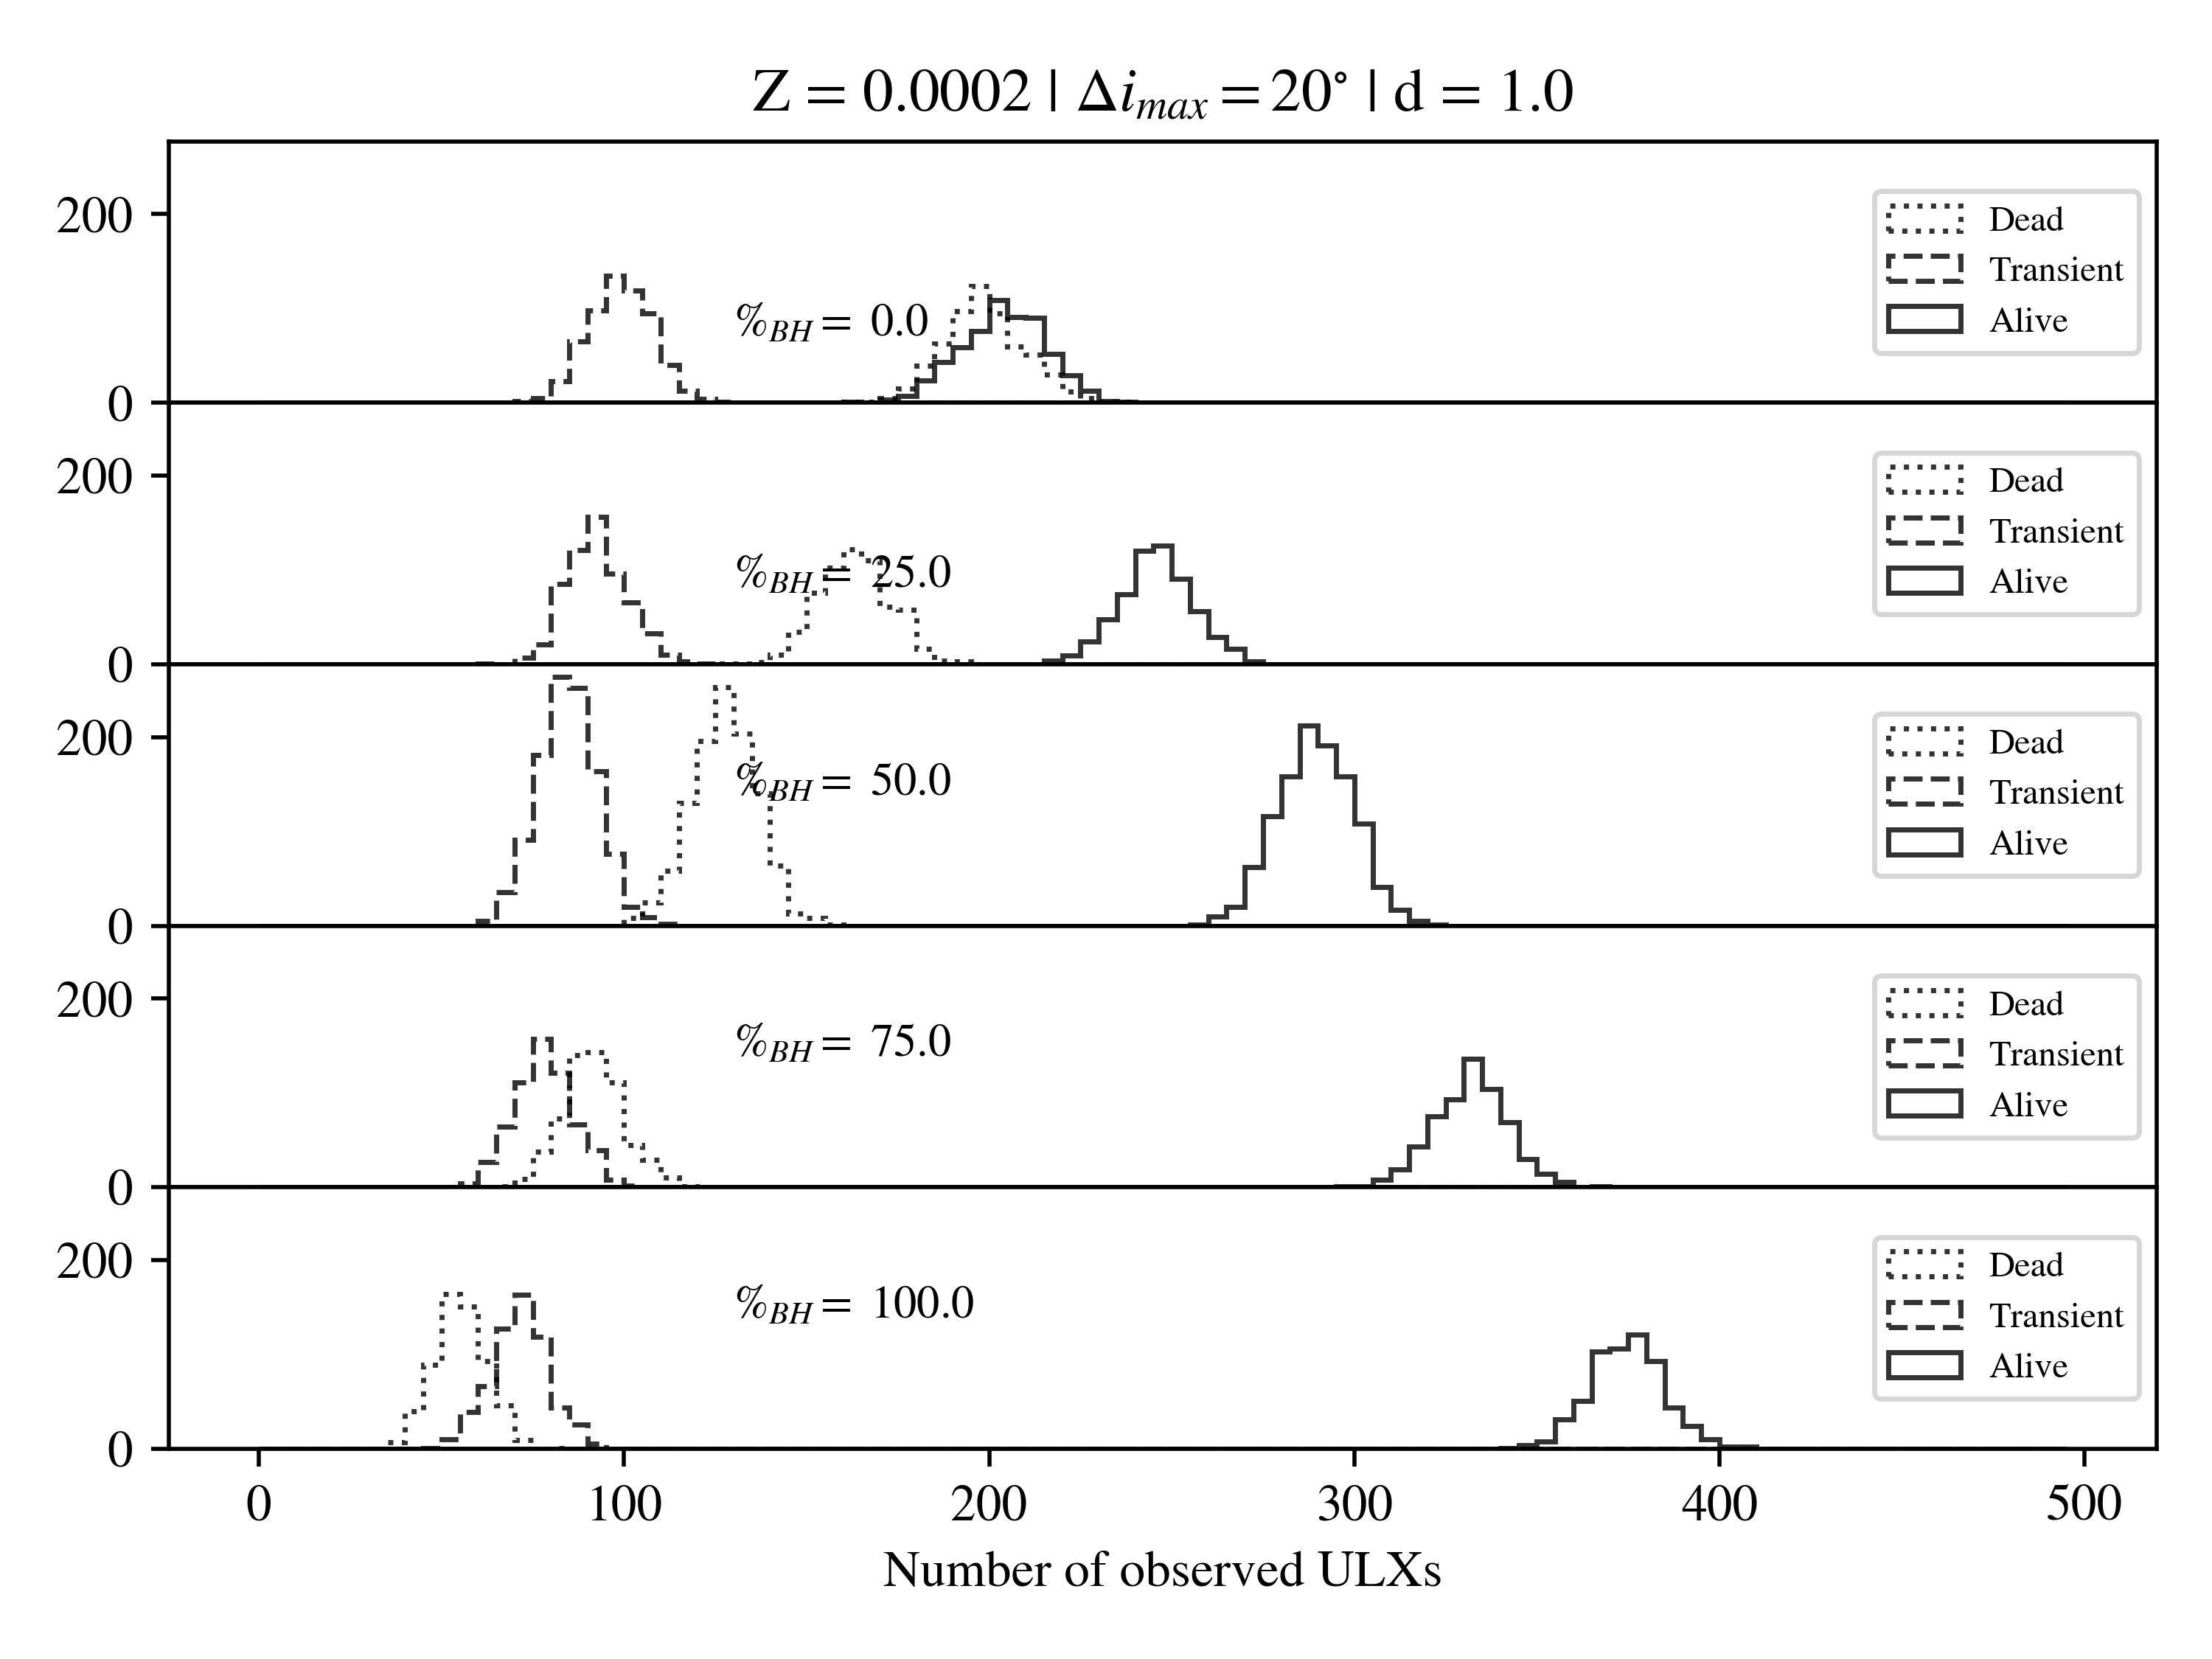 Z = 0.0002 | Δi_max = 20° | d = 1.0
200
0
%_BH = 0.0
Dead
Transient
Alive
200
0
%_BH = 25.0
Dead
Transient
Alive
200
0
%_BH = 50.0
Dead
Transient
Alive
200
0
%_BH = 75.0
Dead
Transient
Alive
200
0
%_BH = 100.0
Dead
Transient
Alive
0 100 200 300 400 500
Number of observed ULXs